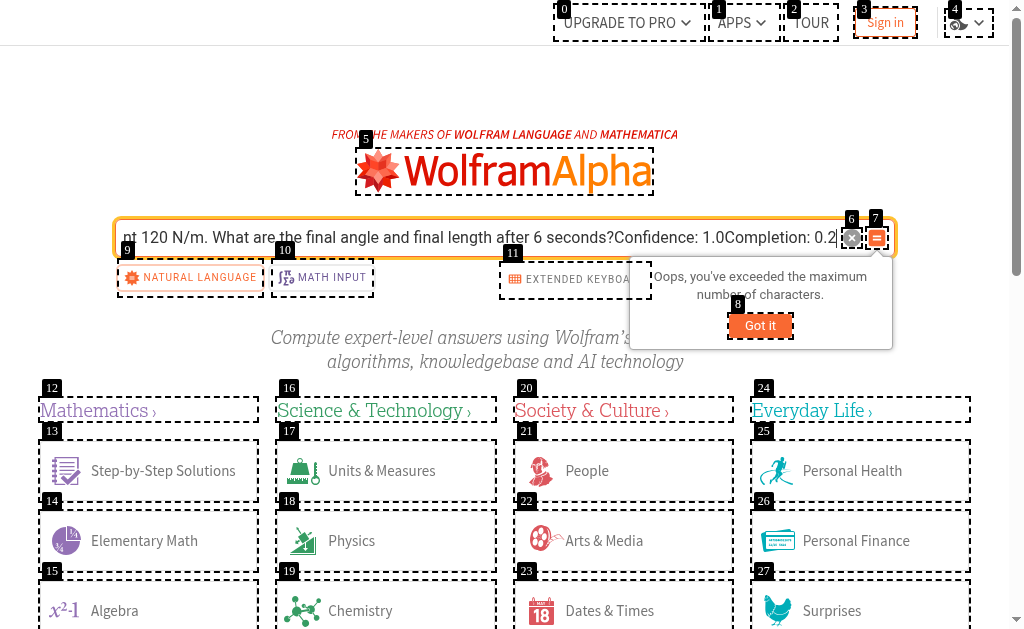 0
UPGRADE TO PRO
1
APPS
2
TOUR
3
Sign in
4
FROM THE MAKERS OF WOLFRAM LANGUAGE AND MATHEMATICA
5
WolframAlpha
nt 120 N/m. What are the final angle and final length after 6 seconds?Confidence: 1.0Completion: 0.2
6
7
=
9
NATURAL LANGUAGE
10
MATH INPUT
11
EXTENDED KEYBOA
Oops, you've exceeded the maximum
number of characters.
8
Got it
Compute expert-level answers using Wolfram's
algorithms, knowledgebase and AI technology
12
Mathematics ›
16
Science & Technology ›
20
Society & Culture ›
24
Everyday Life ›
13
Step-by-Step Solutions
17
Units & Measures
21
People
25
Personal Health
14
Elementary Math
18
Physics
22
Arts & Media
26
Personal Finance
15
x²-1
Algebra
19
Chemistry
23
MAY
18
Dates & Times
27
Surprises